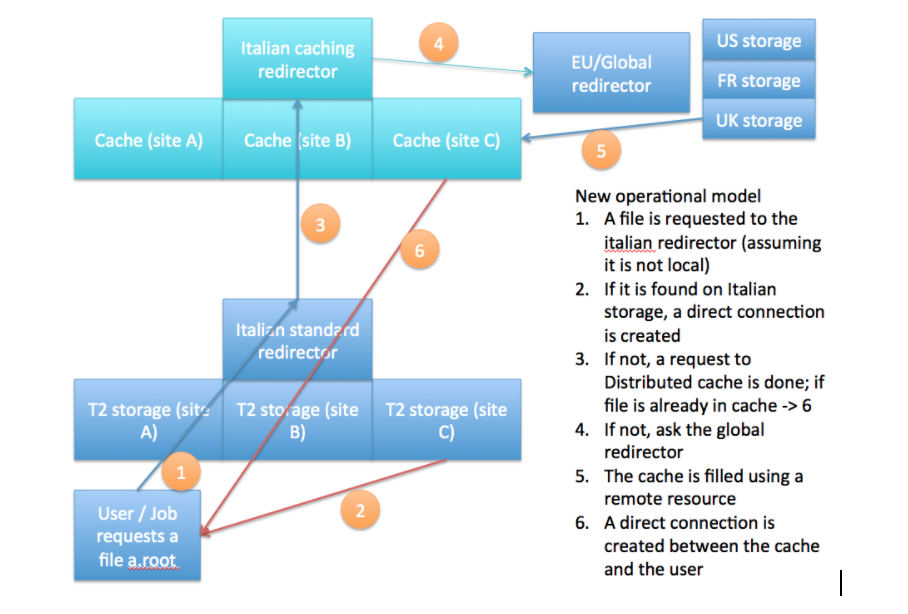 Italian caching
redirector
4
EU/Global
redirector
US storage
FR storage
UK storage
Cache (site A)
Cache (site B)
Cache (site C)
5
3
6
New operational model
1. A file is requested to the
italian redirector (assuming
it is not local)
2. If it is found on Italian
storage, a direct connection
is created
3. If not, a request to
Distributed cache is done; if
file is already in cache -> 6
4. If not, ask the global
redirector
5. The cache is filled using a
remote resource
6. A direct connection is
created between the cache
and the user
Italian standard
redirector
T2 storage (site
A)
T2 storage (site
B)
T2 storage (site
C)
1
2
User / Job
requests a
file a.root